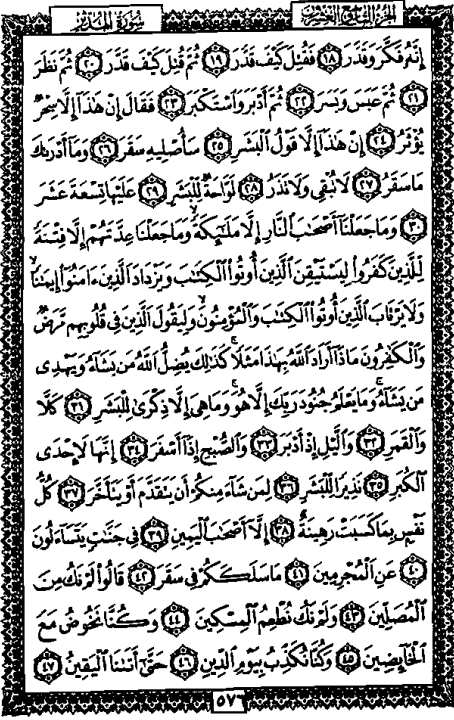 سُورَةُ المُدَّثِّر
الجزءُ التاسِعُ وَالعِشْرُونَ
إِنَّهُۥ فَكَّرَ وَقَدَّرَ ١٨ فَقُتِلَ كَيْفَ قَدَّرَ ١٩ ثُمَّ قُتِلَ كَيْفَ قَدَّرَ ٢٠ ثُمَّ نَظَرَ
٢١ ثُمَّ عَبَسَ وَبَسَرَ ٢٢ ثُمَّ أَدْبَرَ وَٱسْتَكْبَرَ ٢٣ فَقَالَ إِنْ هَٰذَآ إِلَّا سِحْرٌ
يُؤْثَرُ ٢٤ إِنْ هَٰذَآ إِلَّا قَوْلُ ٱلْبَشَرِ ٢٥ سَأُصْلِيهِ سَقَرَ ٢٦ وَمَآ أَدْرَىٰكَ
مَا سَقَرُ ٢٧ لَا تُبْقِى وَلَا تَذَرُ ٢٨ لَوَّاحَةٌ لِّلْبَشَرِ ٢٩ عَلَيْهَا تِسْعَةَ عَشَرَ
٣٠ وَمَا جَعَلْنَآ أَصْحَٰبَ ٱلنَّارِ إِلَّا مَلَٰٓئِكَةً ۙ وَمَا جَعَلْنَا عِدَّتَهُمْ إِلَّا فِتْنَةً
لِّلَّذِينَ كَفَرُوا۟ لِيَسْتَيْقِنَ ٱلَّذِينَ أُوتُوا۟ ٱلْكِتَٰبَ وَيَزْدَادَ ٱلَّذِينَ ءَامَنُوٓا۟ إِيمَٰنًا ۙ
وَلَا يَرْتَابَ ٱلَّذِينَ أُوتُوا۟ ٱلْكِتَٰبَ وَٱلْمُؤْمِنُونَ ۙ وَلِيَقُولَ ٱلَّذِينَ فِى قُلُوبِهِم مَّرَضٌ
وَٱلْكَٰفِرُونَ مَاذَآ أَرَادَ ٱللَّهُ بِهَٰذَا مَثَلًا ۚ كَذَٰلِكَ يُضِلُّ ٱللَّهُ مَن يَشَآءُ وَيَهْدِى
مَن يَشَآءُ ۚ وَمَا يَعْلَمُ جُنُودَ رَبِّكَ إِلَّا هُوَ ۚ وَمَا هِىَ إِلَّا ذِكْرَىٰ لِلْبَشَرِ ٣١ كَلَّا
وَٱلْقَمَرِ ٣٢ وَٱلَّيْلِ إِذْ أَدْبَرَ ٣٣ وَٱلصُّبْحِ إِذَآ أَسْفَرَ ٣٤ إِنَّهَا لَإِحْدَى
ٱلْكُبَرِ ٣٥ نَذِيرًا لِّلْبَشَرِ ٣٦ لِمَن شَآءَ مِنكُمْ أَن يَتَقَدَّمَ أَوْ يَتَأَخَّرَ ٣٧ كُلُّ
نَفْسٍۭ بِمَا كَسَبَتْ رَهِينَةٌ ٣٨ إِلَّآ أَصْحَٰبَ ٱلْيَمِينِ ٣٩ فِى جَنَّٰتٍ يَتَسَآءَلُونَ
٤٠ عَنِ ٱلْمُجْرِمِينَ ٤١ مَا سَلَكَكُمْ فِى سَقَرَ ٤٢ قَالُوا۟ لَمْ نَكُ مِنَ
ٱلْمُصَلِّينَ ٤٣ وَلَمْ نَكُ نُطْعِمُ ٱلْمِسْكِينَ ٤٤ وَكُنَّا نَخُوضُ مَعَ
ٱلْخَآئِضِينَ ٤٥ وَكُنَّا نُكَذِّبُ بِيَوْمِ ٱلدِّينِ ٤٦ حَتَّىٰٓ أَتَىٰنَا ٱلْيَقِينُ ٤٧
٥٧٦